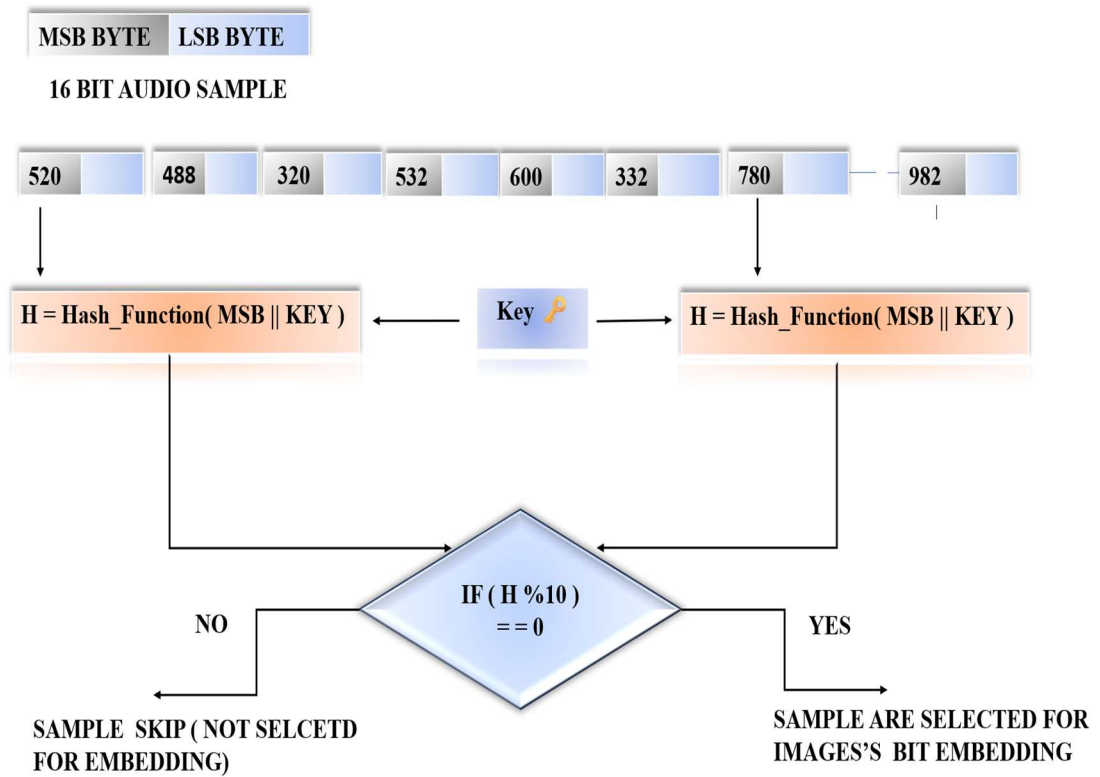 MSB BYTE LSB BYTE
16 BIT AUDIO SAMPLE
520 488 320 532 600 332 780 982
H = Hash_Function( MSB || KEY )
Key
H = Hash_Function( MSB || KEY )
IF ( H %10 )
= = 0
NO
YES
SAMPLE SKIP ( NOT SELCETD
FOR EMBEDDING)
SAMPLE ARE SELECTED FOR
IMAGES'S BIT EMBEDDING